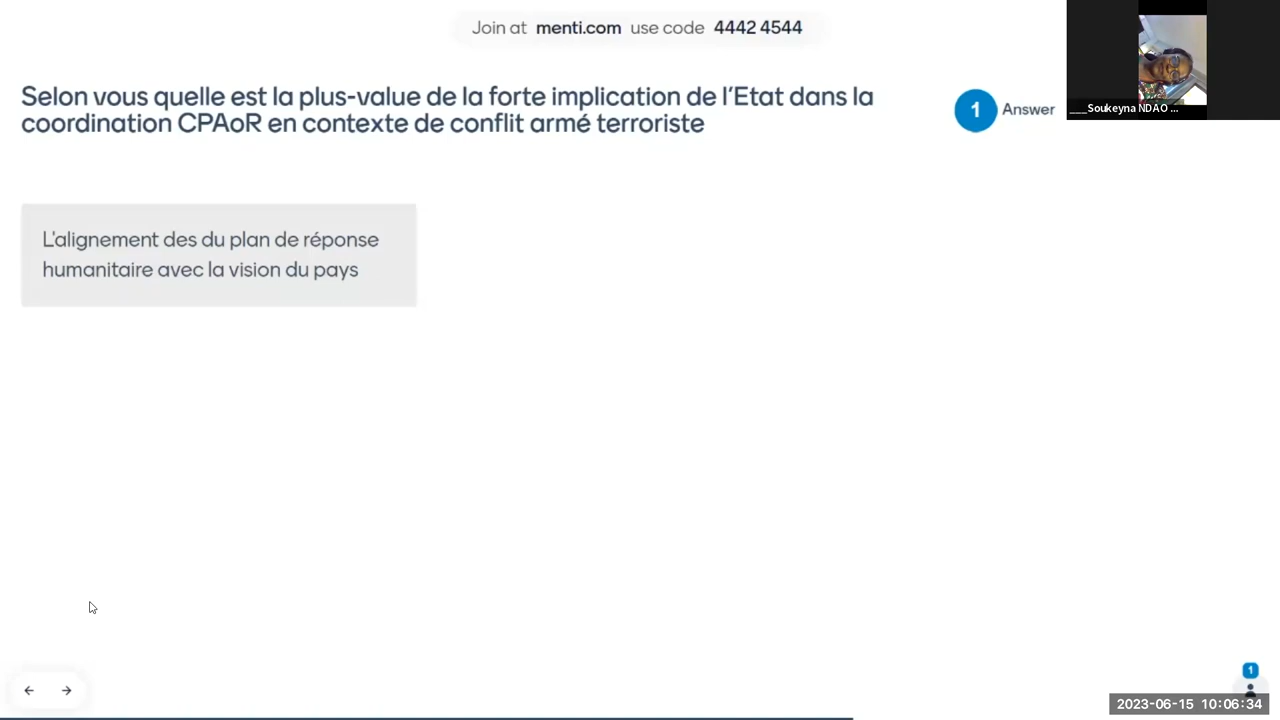 Join at menti.com use code 4442 4544
Selon vous quelle est la plus-value de la forte implication de l'Etat dans la
coordination CPAoR en contexte de conflit armé terroriste
1 Answer
___Soukeyna NDAO ...
L'alignement des du plan de réponse
humanitaire avec la vision du pays
1
2023-06-15 10:06:34